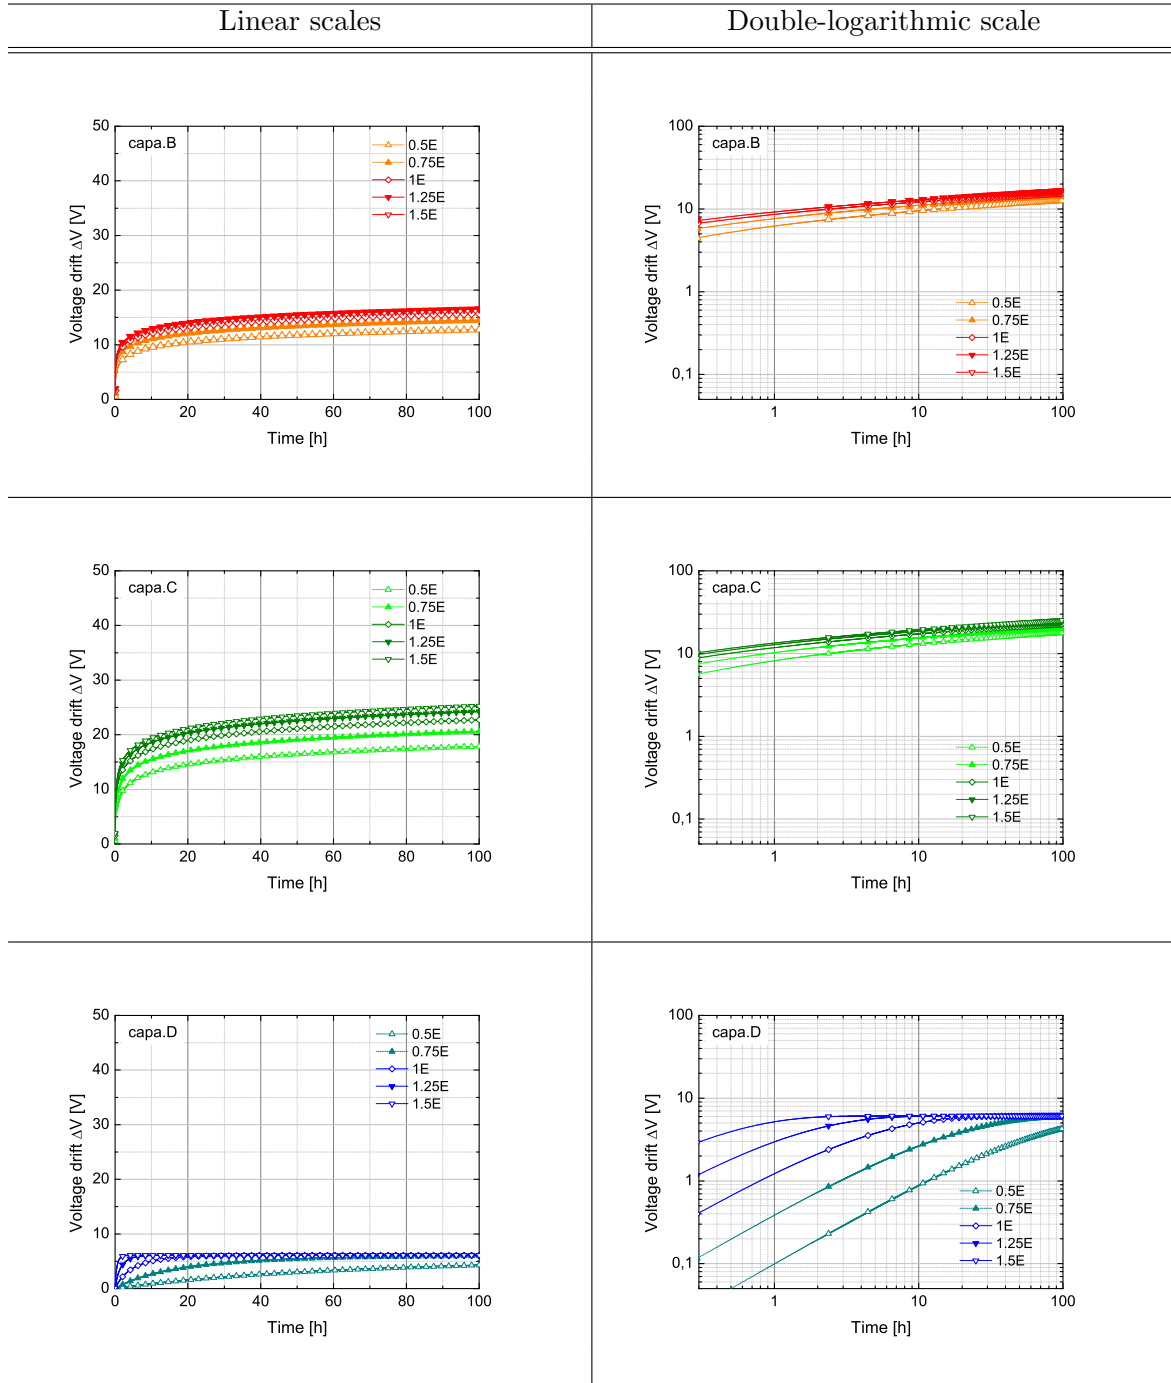 Linear scales
Double-logarithmic scale
capa.B
50
40
30
20
10
0
0 20 40 60 80 100
Voltage drift ΔV [V]
Time [h]
0.5E
0.75E
1E
1.25E
1.5E
capa.B
100
10
1
0,1
1 10 100
Voltage drift ΔV [V]
Time [h]
0.5E
0.75E
1E
1.25E
1.5E
capa.C
50
40
30
20
10
0
0 20 40 60 80 100
Voltage drift ΔV [V]
Time [h]
0.5E
0.75E
1E
1.25E
1.5E
capa.C
100
10
1
0,1
1 10 100
Voltage drift ΔV [V]
Time [h]
0.5E
0.75E
1E
1.25E
1.5E
capa.D
50
40
30
20
10
0
0 20 40 60 80 100
Voltage drift ΔV [V]
Time [h]
0.5E
0.75E
1E
1.25E
1.5E
capa.D
100
10
1
0,1
1 10 100
Voltage drift ΔV [V]
Time [h]
0.5E
0.75E
1E
1.25E
1.5E